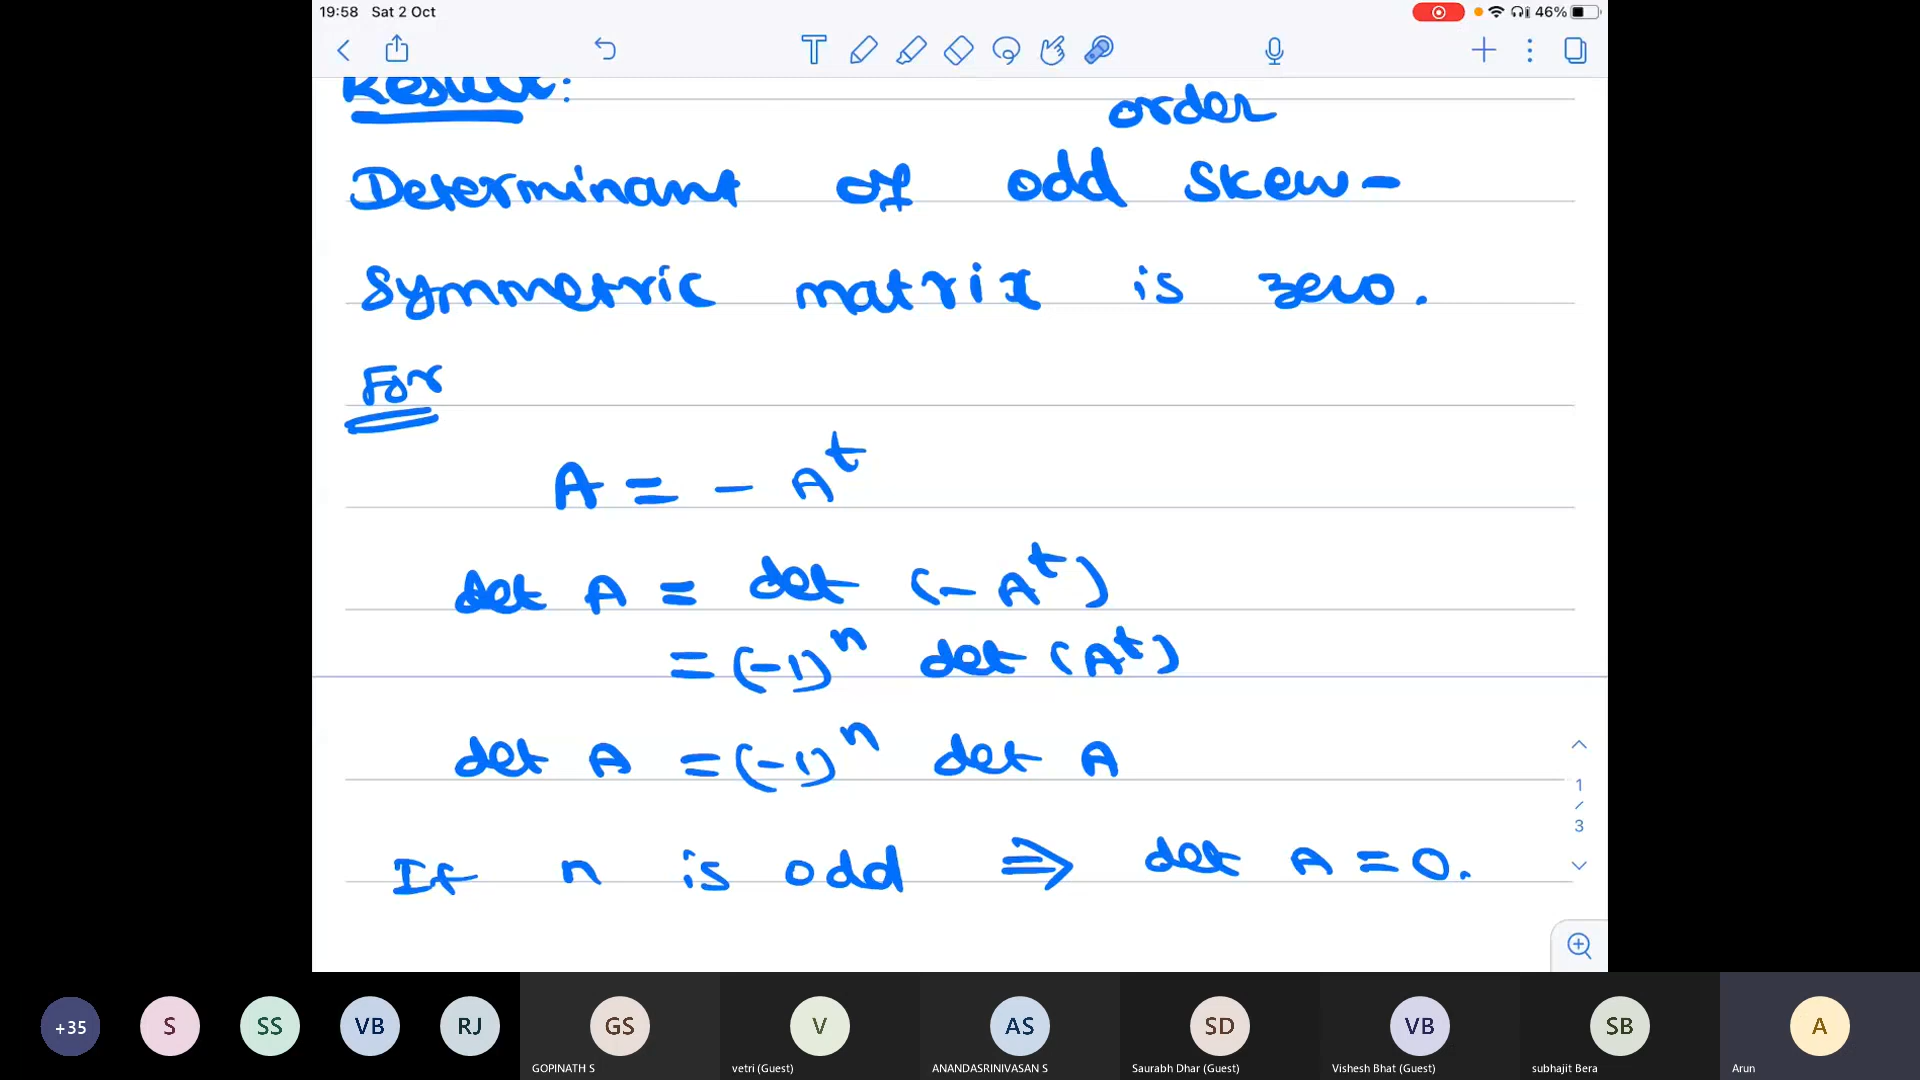 19:58 Sat 2 Oct 46%
Result:
order
Determinant of odd skew-
symmetric matrix is zero.
For
A = - A^t
det A = det (-A^t)
= (-1)^n det (A^t)
det A = (-1)^n det A
1
/
3
If n is odd ⇒ det A = 0.
+35 S SS VB RJ GS V AS SD VB SB A
GOPINATH S vetri (Guest) ANANDASRINIVASAN S Saurabh Dhar (Guest) Vishesh Bhat (Guest) subhajit Bera Arun